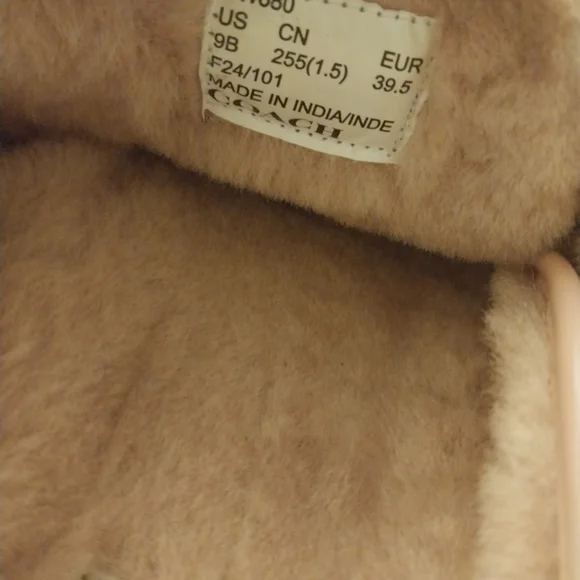 US CN EUR
9B 255(1.5) 39.5
F24/101
MADE IN INDIA/INDE
COACH